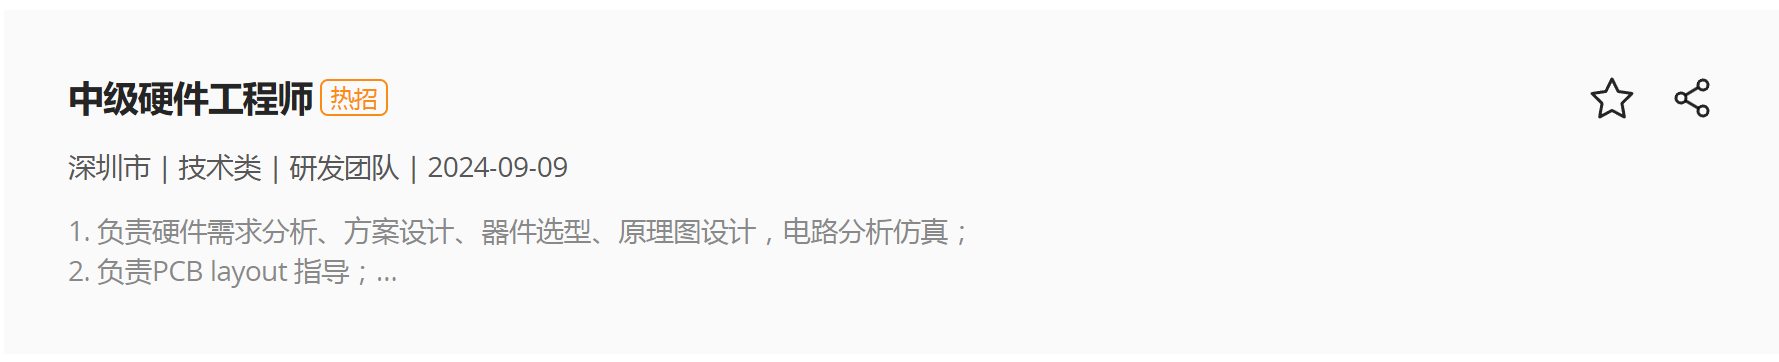 中级硬件工程师 热招
深圳市 | 技术类 | 研发团队 | 2024-09-09
1. 负责硬件需求分析、方案设计、器件选型、原理图设计，电路分析仿真；
2. 负责PCB layout 指导；...